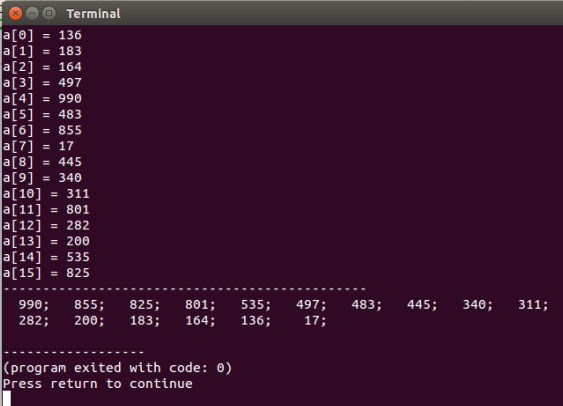 Terminal
a[0] = 136
a[1] = 183
a[2] = 164
a[3] = 497
a[4] = 990
a[5] = 483
a[6] = 855
a[7] = 17
a[8] = 445
a[9] = 340
a[10] = 311
a[11] = 801
a[12] = 282
a[13] = 200
a[14] = 535
a[15] = 825
----------------------------------------------
  990;   855;   825;   801;   535;   497;   483;   445;   340;   311;
  282;   200;   183;   164;   136;    17;
------------------
(program exited with code: 0)
Press return to continue